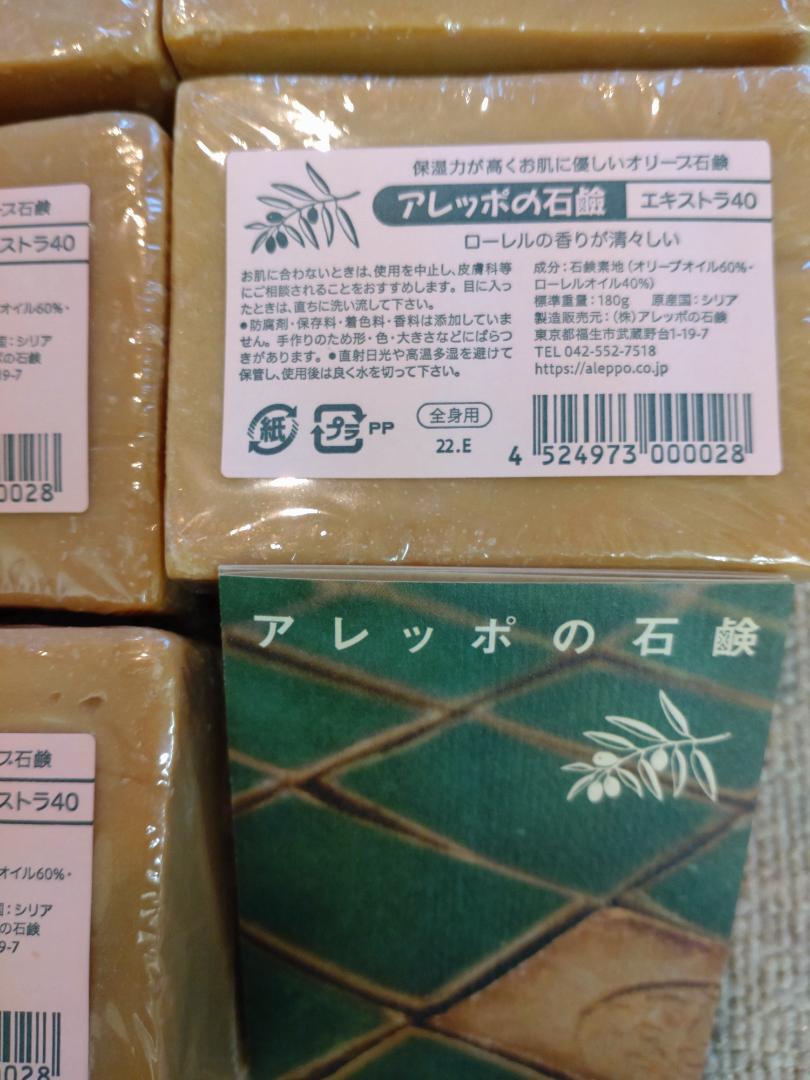 保湿力が高くお肌に優しいオリーブ石鹸
アレッポの石鹸 エキストラ40
ローレルの香りが清々しい
お肌に合わないときは、使用を中止し、皮膚科等
にご相談されることをおすすめします。目に入っ
たときは、直ちに洗い流して下さい。
●防腐剤・保存料・着色料・香料は添加していま
せん。手作りのため形・色・大きさなどにばらつ
きがあります。●直射日光や高温多湿を避けて
保管し、使用後は良く水を切って下さい。
成分：石鹸素地（オリーブオイル60%・
ローレルオイル40%）
標準重量：180g 原産国：シリア
製造販売元：（株）アレッポの石鹸
東京都福生市武蔵野台1-19-7
TEL 042-552-7518
https://aleppo.co.jp
紙 プラ PP
全身用
22.E
4 524973 000028
ーブ石鹸
ストラ40
オイル60%・
国：シリア
ポの石鹸
19-7
0028
アレッポの石鹸
ブ石鹸
ストラ40
オイル60%・
国：シリア
の石鹸
9-7
0028